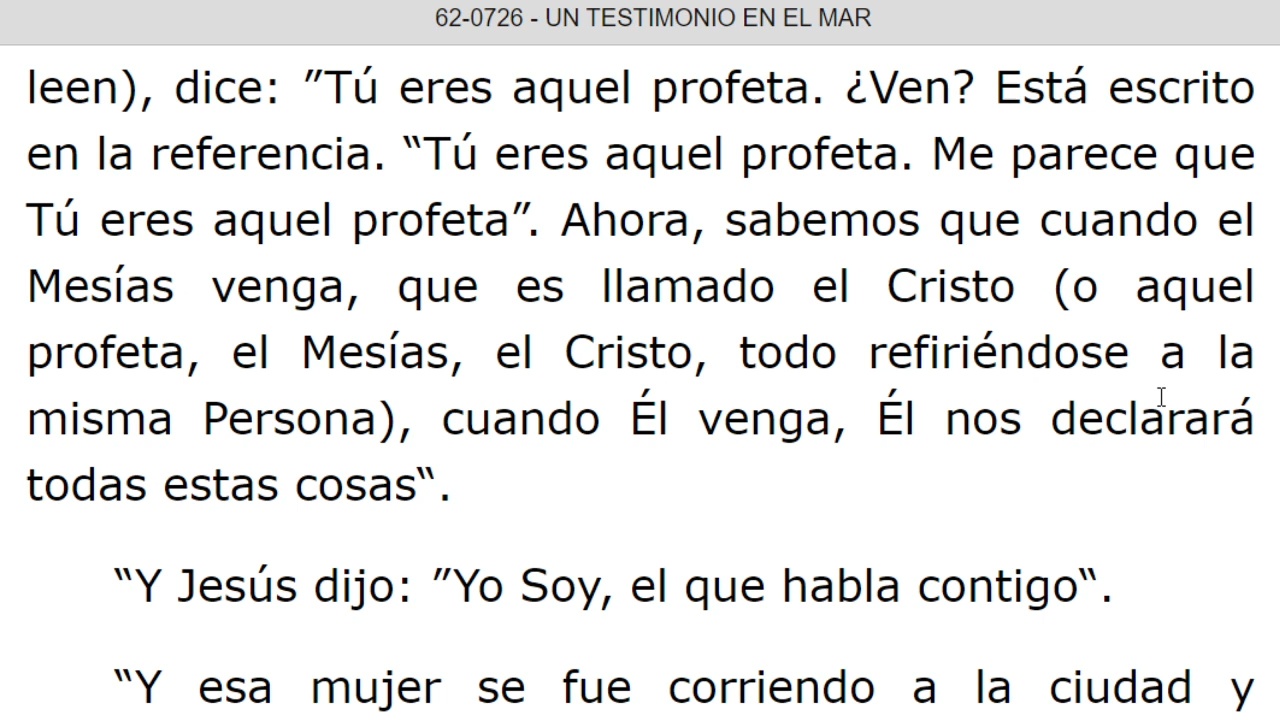 62-0726 - UN TESTIMONIO EN EL MAR
leen), dice: ”Tú eres aquel profeta. ¿Ven? Está escrito
en la referencia. “Tú eres aquel profeta. Me parece que
Tú eres aquel profeta”. Ahora, sabemos que cuando el
Mesías venga, que es llamado el Cristo (o aquel
profeta, el Mesías, el Cristo, todo refiriéndose a la
misma Persona), cuando Él venga, Él nos declarará
todas estas cosas“.
“Y Jesús dijo: ”Yo Soy, el que habla contigo“.
“Y esa mujer se fue corriendo a la ciudad y